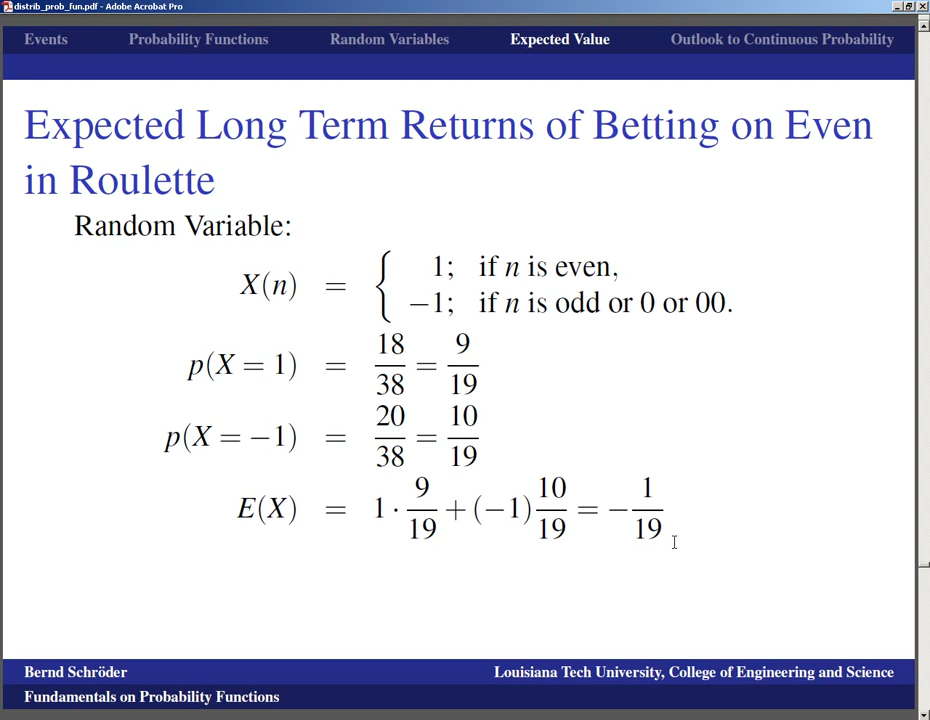 distrib_prob_fun.pdf - Adobe Acrobat Pro
Events Probability Functions Random Variables Expected Value Outlook to Continuous Probability
Expected Long Term Returns of Betting on Even
in Roulette
Random Variable:
X(n) = { 1; if n is even,
−1; if n is odd or 0 or 00.
p(X = 1) = 18/38 = 9/19
p(X = −1) = 20/38 = 10/19
E(X) = 1 · 9/19 + (−1) 10/19 = − 1/19
Bernd Schröder Louisiana Tech University, College of Engineering and Science
Fundamentals on Probability Functions